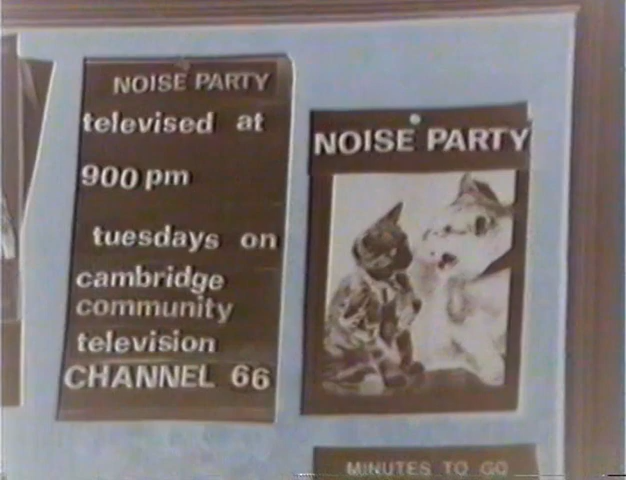 NOISE PARTY
televised at
900 pm
tuesdays on
cambridge
community
television
CHANNEL 66
NOISE PARTY
MINUTES TO GO